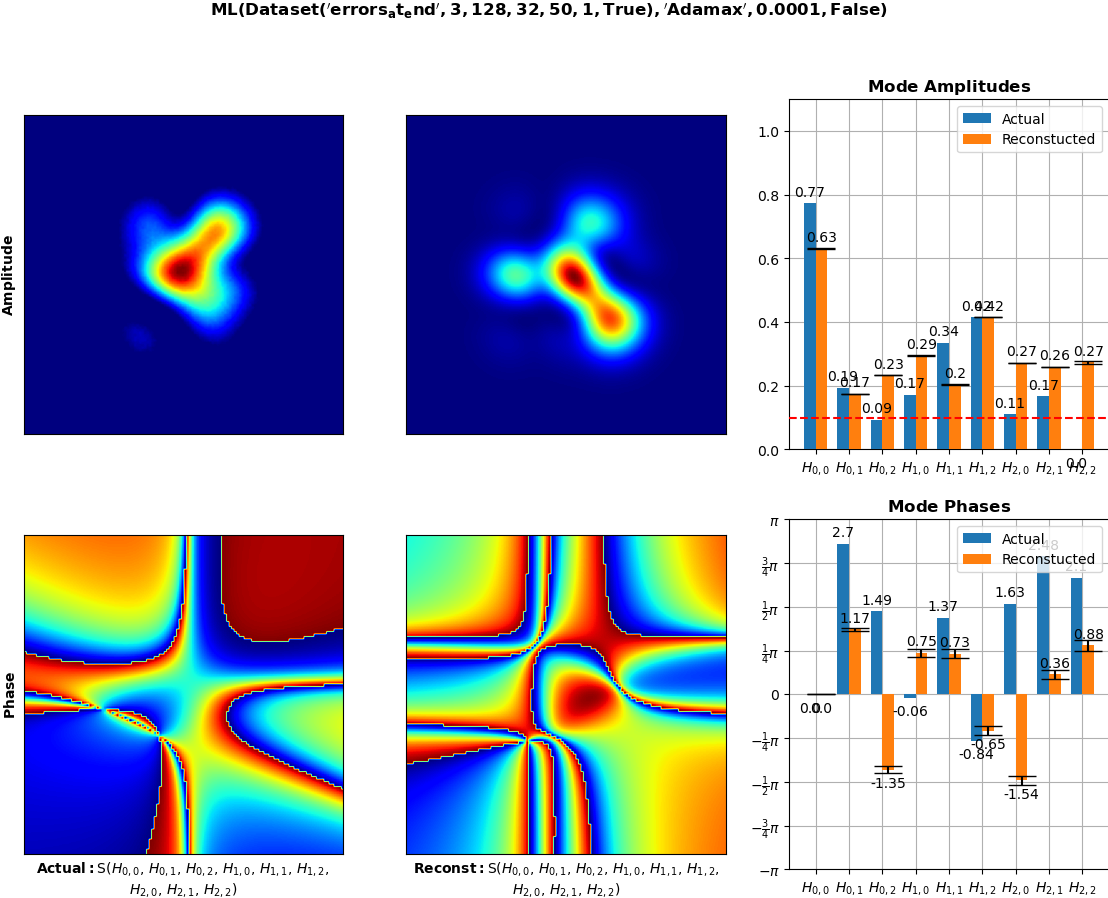 ML(Dataset('errors_at_end', 3, 128, 32, 50, 1, True), 'Adamax', 0.0001, False)
Amplitude
Mode Amplitudes
Actual
Reconstucted
1.0
0.8
0.6
0.4
0.2
0.0
0.77
0.63
0.19
0.17
0.09
0.23
0.17
0.29
0.34
0.2
0.42
0.42
0.11
0.27
0.17
0.26
0.0
0.27
H0,0 H0,1 H0,2 H1,0 H1,1 H1,2 H2,0 H2,1 H2,2
Phase
Mode Phases
Actual
Reconstucted
π
3/4π
1/2π
1/4π
0
−1/4π
−1/2π
−3/4π
−π
0.0
0.0
2.7
1.17
1.49
-1.35
-0.06
0.75
1.37
0.73
-0.84
-0.65
1.63
-1.54
2.48
0.36
2.1
0.88
H0,0 H0,1 H0,2 H1,0 H1,1 H1,2 H2,0 H2,1 H2,2
Actual: S(H0,0, H0,1, H0,2, H1,0, H1,1, H1,2,
H2,0, H2,1, H2,2)
Reconst: S(H0,0, H0,1, H0,2, H1,0, H1,1, H1,2,
H2,0, H2,1, H2,2)